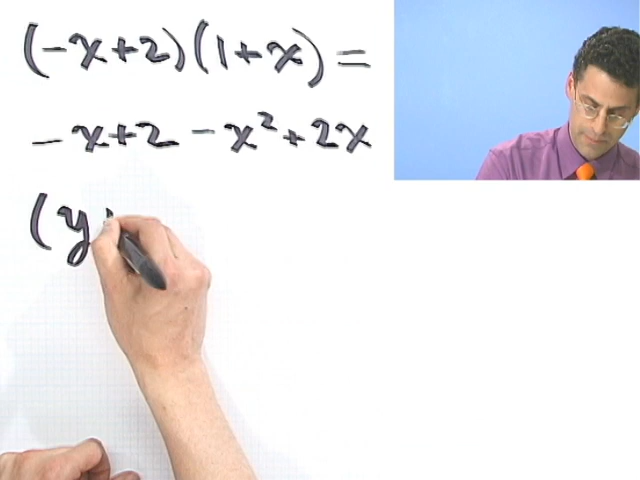 (-x+2)(1+x)=
-x+2-x²+2x
(y